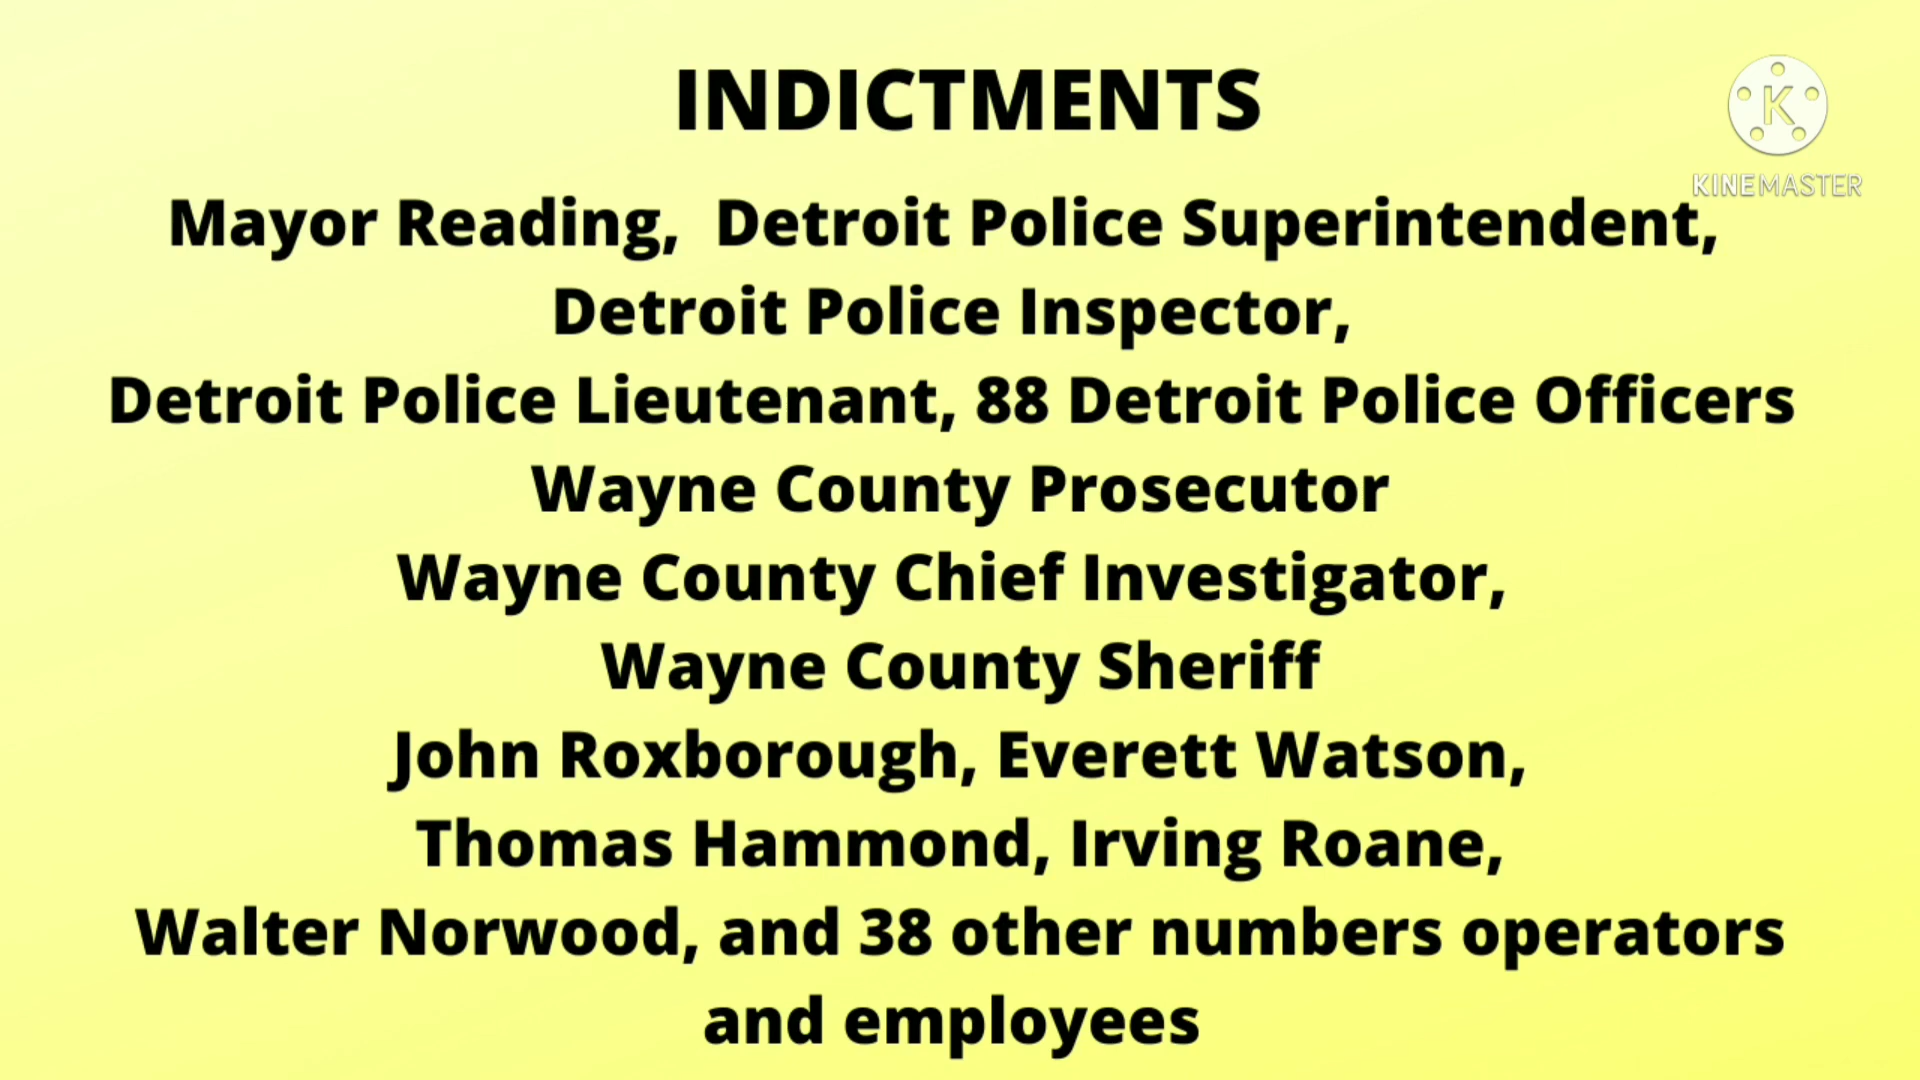 INDICTMENTS
K
KINEMASTER
Mayor Reading,  Detroit Police Superintendent,
Detroit Police Inspector,
Detroit Police Lieutenant, 88 Detroit Police Officers
Wayne County Prosecutor
Wayne County Chief Investigator,
Wayne County Sheriff
John Roxborough, Everett Watson,
Thomas Hammond, Irving Roane,
Walter Norwood, and 38 other numbers operators
and employees